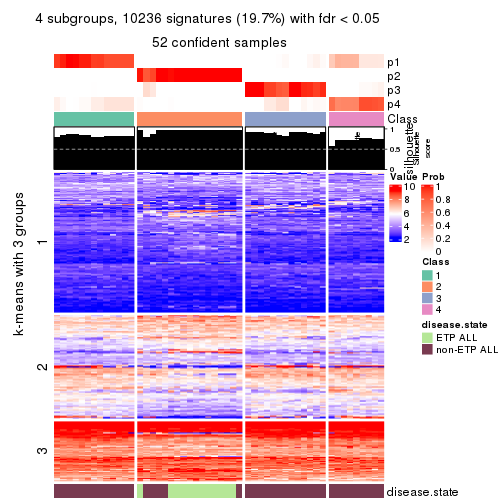 4 subgroups, 10236 signatures (19.7%) with fdr < 0.05
52 confident samples
p1
p2
p3
p4
Class
1
0.5
0
silhouette
Silhouette
score
k-means with 3 groups
1
2
3
Value
10
8
6
4
2
Prob
1
0.8
0.6
0.4
0.2
0
Class
1
2
3
4
disease.state
ETP ALL
non-ETP ALL
disease.state